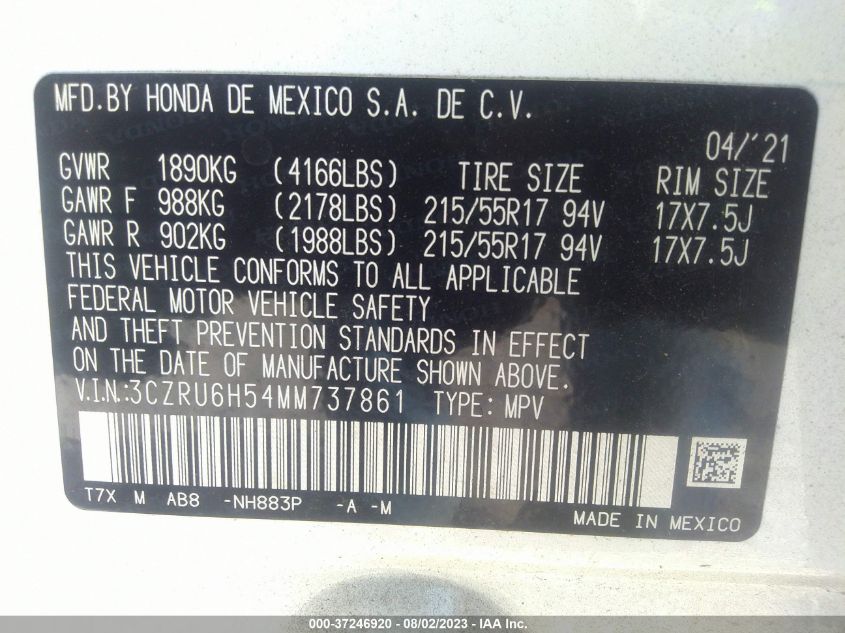 MFD.BY HONDA DE MEXICO S.A. DE C.V.
04/'21
GVWR 1890KG (4166LBS) TIRE SIZE RIM SIZE
GAWR F 988KG (2178LBS) 215/55R17 94V 17X7.5J
GAWR R 902KG (1988LBS) 215/55R17 94V 17X7.5J
THIS VEHICLE CONFORMS TO ALL APPLICABLE
FEDERAL MOTOR VEHICLE SAFETY
AND THEFT PREVENTION STANDARDS IN EFFECT
ON THE DATE OF MANUFACTURE SHOWN ABOVE.
V.I.N.:3CZRU6H54MM737861 TYPE: MPV
T7X M AB8 -NH883P -A -M
MADE IN MEXICO
000-37246920 - 08/02/2023 - IAA Inc.